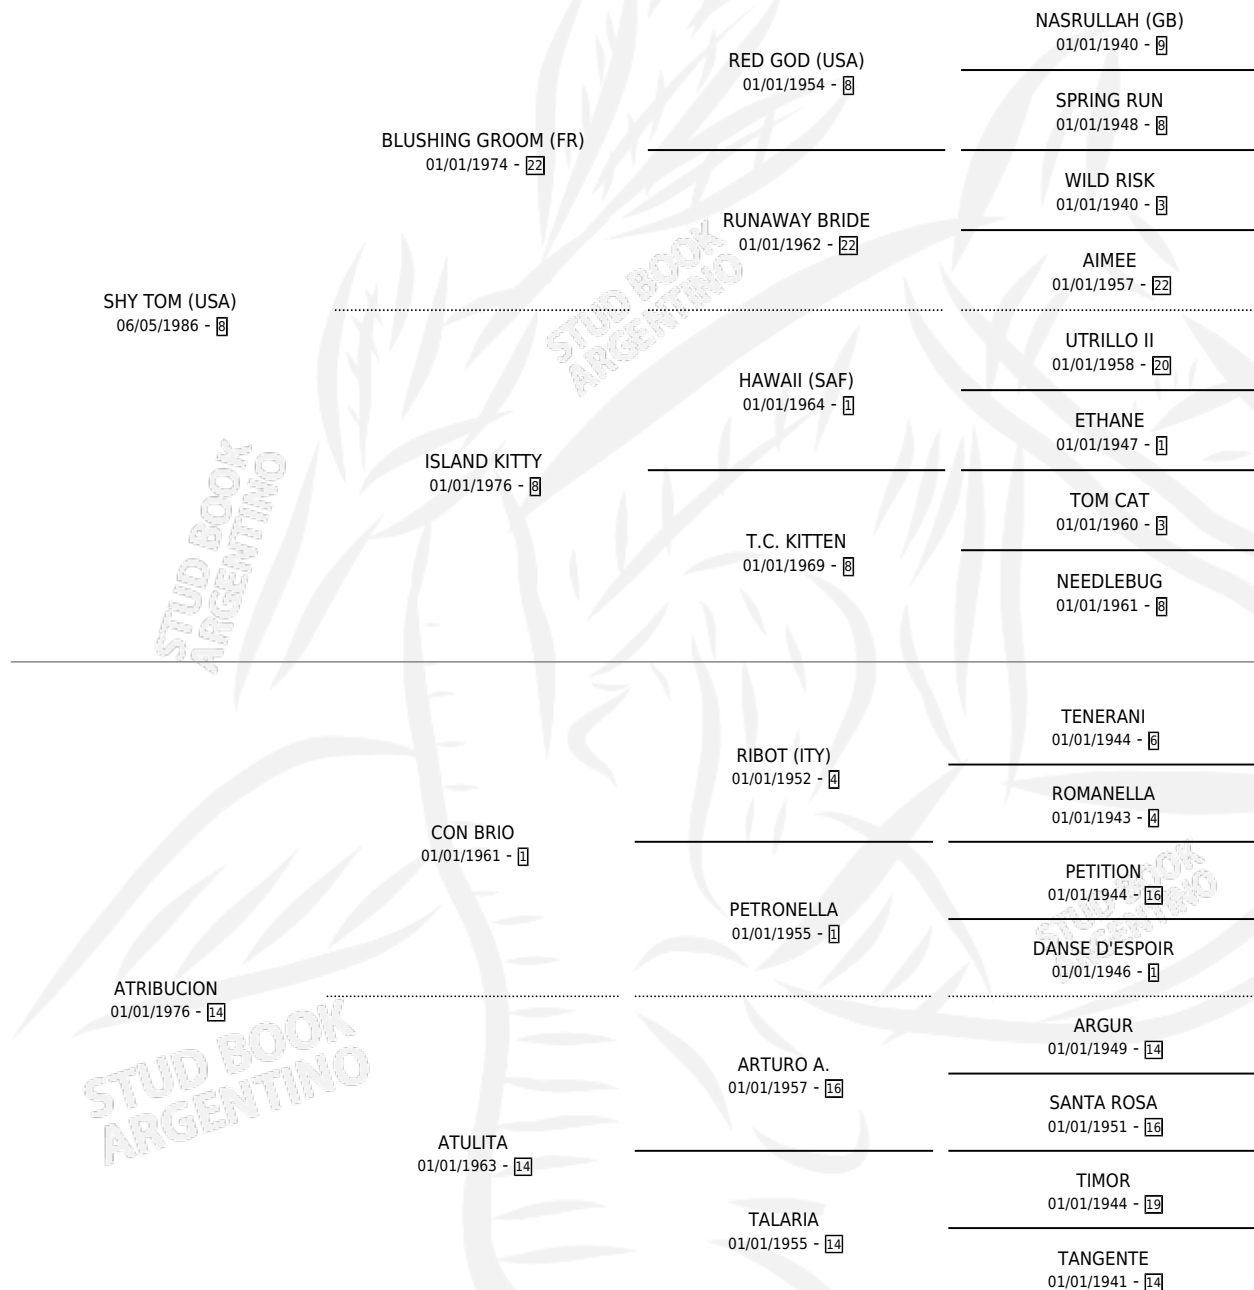 NASRULLAH (GB)
01/01/1940 - 9
RED GOD (USA)
01/01/1954 - 8
SPRING RUN
01/01/1948 - 8
BLUSHING GROOM (FR)
01/01/1974 - 22
WILD RISK
01/01/1940 - 3
RUNAWAY BRIDE
01/01/1962 - 22
AIMEE
01/01/1957 - 22
SHY TOM (USA)
06/05/1986 - 8
UTRILLO II
01/01/1958 - 20
HAWAII (SAF)
01/01/1964 - 1
ETHANE
01/01/1947 - 1
ISLAND KITTY
01/01/1976 - 8
TOM CAT
01/01/1960 - 3
T.C. KITTEN
01/01/1969 - 8
NEEDLEBUG
01/01/1961 - 8
TENERANI
01/01/1944 - 6
RIBOT (ITY)
01/01/1952 - 4
ROMANELLA
01/01/1943 - 4
CON BRIO
01/01/1961 - 1
PETITION
01/01/1944 - 16
PETRONELLA
01/01/1955 - 1
DANSE D'ESPOIR
01/01/1946 - 1
ATRIBUCION
01/01/1976 - 14
ARGUR
01/01/1949 - 14
ARTURO A.
01/01/1957 - 16
SANTA ROSA
01/01/1951 - 16
ATULITA
01/01/1963 - 14
TIMOR
01/01/1944 - 19
TALARIA
01/01/1955 - 14
TANGENTE
01/01/1941 - 14
STUD BOOK
ARGENTINO
STUD BOOK
ARGENTINO
STUD BOOK
ARGENTINO
STUD BOOK
ARGENTINO